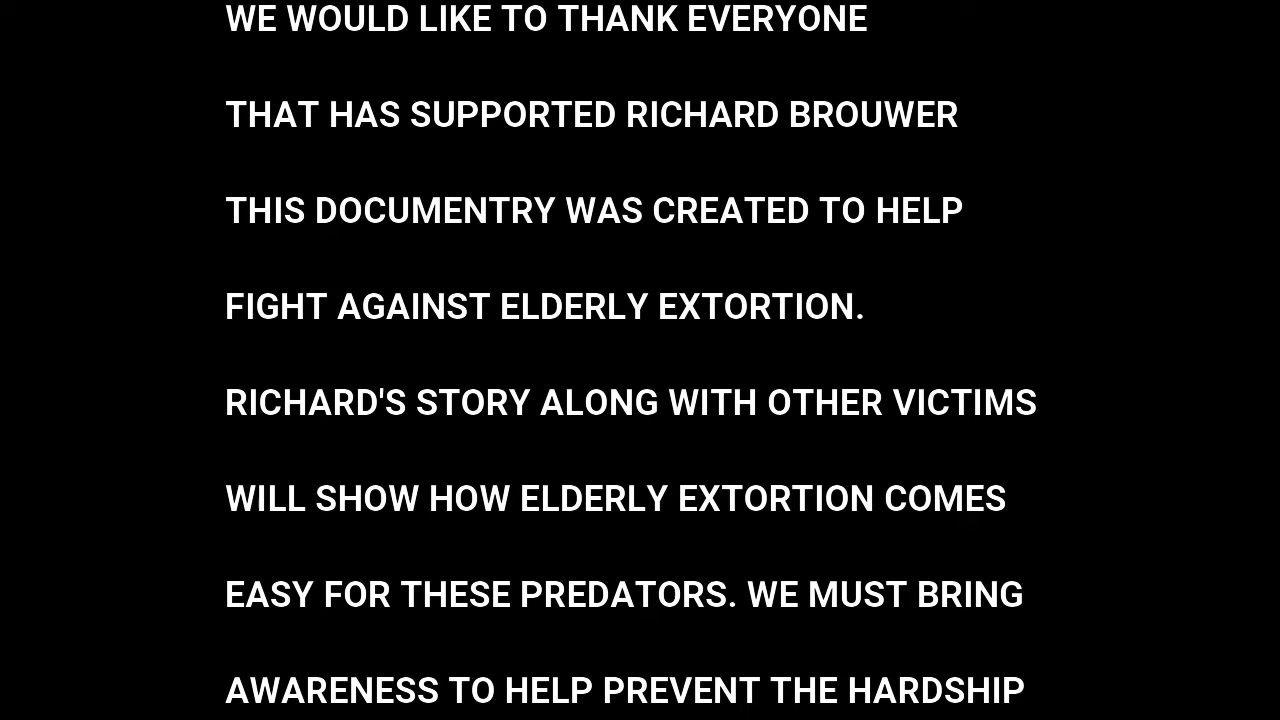 WE WOULD LIKE TO THANK EVERYONE
THAT HAS SUPPORTED RICHARD BROUWER
THIS DOCUMENTRY WAS CREATED TO HELP
FIGHT AGAINST ELDERLY EXTORTION.
RICHARD'S STORY ALONG WITH OTHER VICTIMS
WILL SHOW HOW ELDERLY EXTORTION COMES
EASY FOR THESE PREDATORS. WE MUST BRING
AWARENESS TO HELP PREVENT THE HARDSHIP